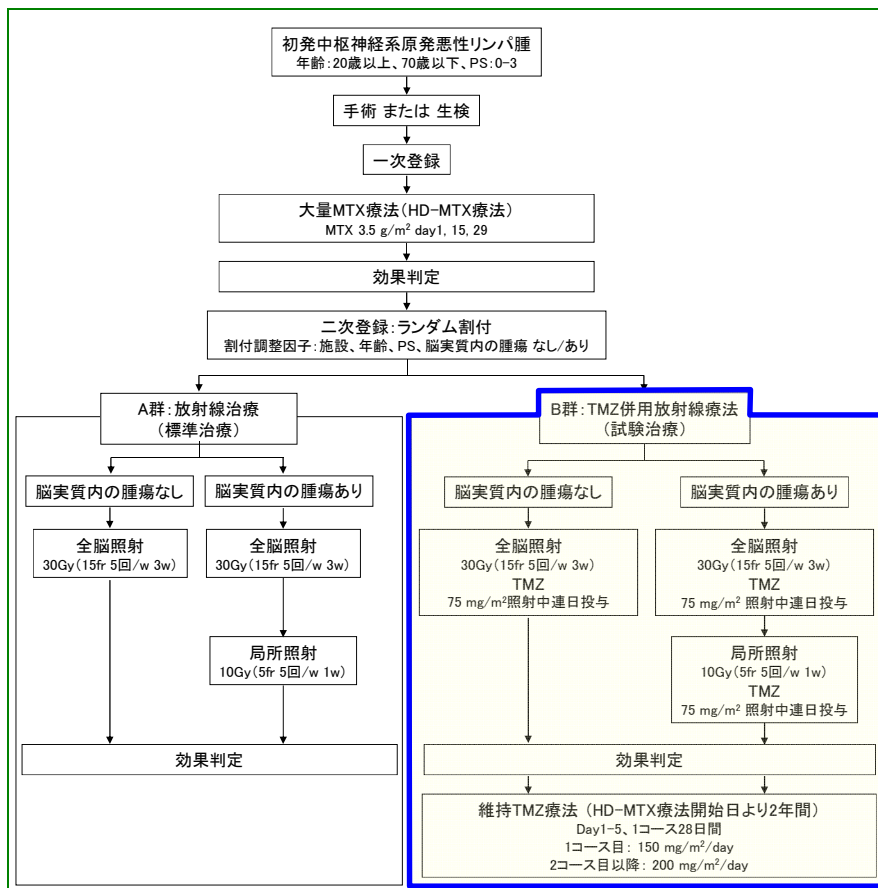 初発中枢神経系原発悪性リンパ腫
年齢：20歳以上、70歳以下、PS：0-3
手術 または 生検
一次登録
大量MTX療法（HD-MTX療法）
MTX 3.5 g/m² day1, 15, 29
効果判定
二次登録：ランダム割付
割付調整因子：施設、年齢、PS、脳実質内の腫瘍 なし/あり
A群：放射線治療
（標準治療）
脳実質内の腫瘍なし
脳実質内の腫瘍あり
全脳照射
30Gy（15fr 5回/w 3w）
全脳照射
30Gy（15fr 5回/w 3w）
局所照射
10Gy（5fr 5回/w 1w）
効果判定
B群：TMZ併用放射線療法
（試験治療）
脳実質内の腫瘍なし
脳実質内の腫瘍あり
全脳照射
30Gy（15fr 5回/w 3w）
TMZ
75 mg/m²照射中連日投与
全脳照射
30Gy（15fr 5回/w 3w）
TMZ
75 mg/m² 照射中連日投与
局所照射
10Gy（5fr 5回/w 1w）
TMZ
75 mg/m² 照射中連日投与
効果判定
維持TMZ療法 （HD-MTX療法開始日より2年間）
Day1-5、1コース28日間
1コース目： 150 mg/m²/day
2コース目以降： 200 mg/m²/day